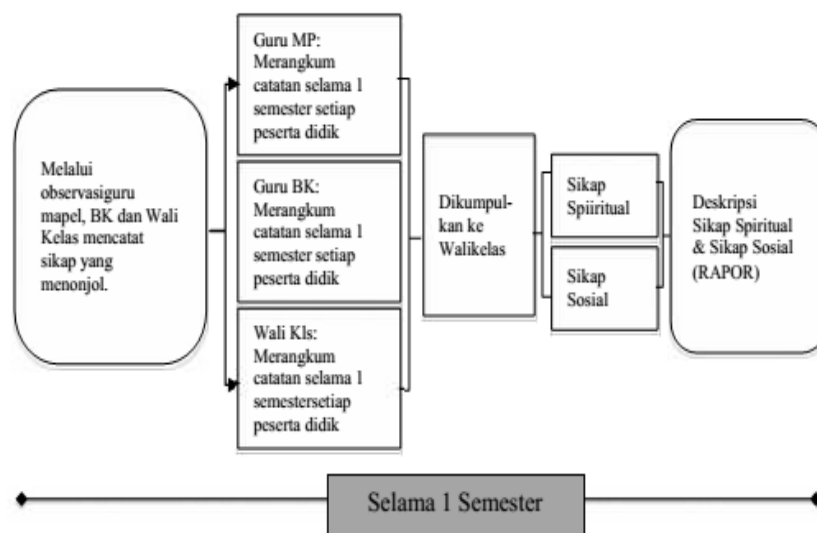 Melalui
observasiguru
mapel, BK dan Wali
Kelas mencatat
sikap yang
menonjol.
Guru MP:
Merangkum
catatan selama 1
semester setiap
peserta didik
Guru BK:
Merangkum
catatan selama 1
semester setiap
peserta didik
Wali Kls:
Merangkum
catatan selama 1
semestersetiap
peserta didik
Dikumpul-
kan ke
Walikelas
Sikap
Spiiritual
Sikap
Sosial
Deskripsi
Sikap Spiritual
& Sikap Sosial
(RAPOR)
Selama 1 Semester